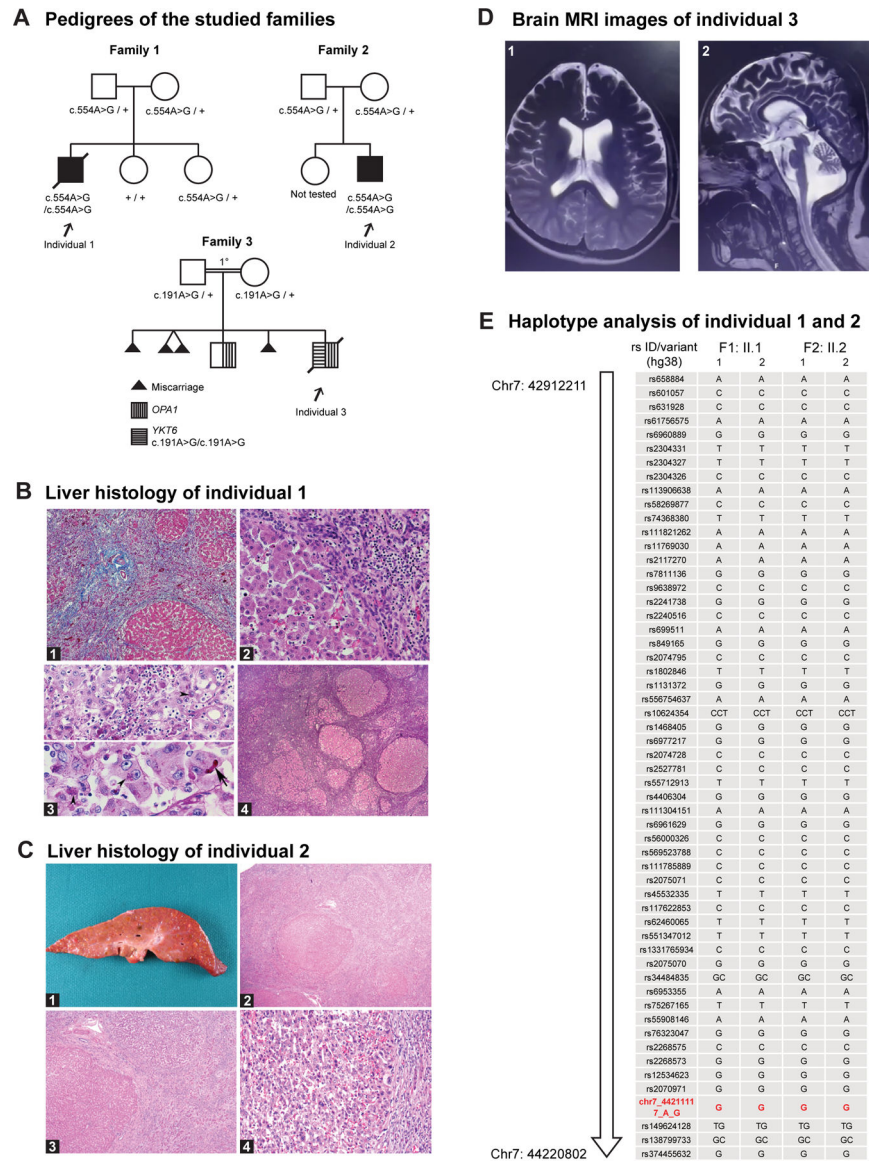 A Pedigrees of the studied families
Family 1
Family 2
c.554A>G / +
c.554A>G / +
c.554A>G / +
c.554A>G / +
c.554A>G
/c.554A>G
+ / +
c.554A>G / +
Not tested
c.554A>G
/c.554A>G
Individual 1
Individual 2
Family 3
1°
c.191A>G / +
c.191A>G / +
Miscarriage
OPA1
YKT6
c.191A>G/c.191A>G
Individual 3
B Liver histology of individual 1
1
2
3
4
C Liver histology of individual 2
1
2
3
4
D Brain MRI images of individual 3
1
2
E Haplotype analysis of individual 1 and 2
rs ID/variant F1: II.1 F2: II.2
(hg38) 1 2 1 2
Chr7: 42912211
rs658884 A A A A
rs601057 C C C C
rs631928 C C C C
rs61756575 A A A A
rs6960889 G G G G
rs2304331 T T T T
rs2304327 T T T T
rs2304326 C C C C
rs113906638 A A A A
rs58269877 C C C C
rs74368380 T T T T
rs111821262 A A A A
rs11769030 A A A A
rs2117270 A A A A
rs7811136 G G G G
rs9638972 C C C C
rs2241738 G G G G
rs2240516 C C C C
rs699511 A A A A
rs849165 G G G G
rs2074795 C C C C
rs1802846 T T T T
rs1131372 G G G G
rs556754637 A A A A
rs10624354 CCT CCT CCT CCT
rs1468405 G G G G
rs6977217 G G G G
rs2074728 C C C C
rs2527781 C C C C
rs55712913 T T T T
rs4406304 G G G G
rs111304151 A A A A
rs6961629 G G G G
rs56000326 C C C C
rs569523788 C C C C
rs111785889 C C C C
rs2075071 C C C C
rs45532335 T T T T
rs117622853 C C C C
rs62460065 T T T T
rs551347012 T T T T
rs1331765934 C C C C
rs2075070 G G G G
rs34484835 GC GC GC GC
rs6953355 A A A A
rs75267165 T T T T
rs55908146 A A A A
rs76323047 G G G G
rs2268575 C C C C
rs2268573 G G G G
rs12534623 G G G G
rs2070971 G G G G
chr7_4421111
7_A_G G G G G
rs149624128 TG TG TG TG
rs138799733 GC GC GC GC
rs374455632 G G G G
Chr7: 44220802